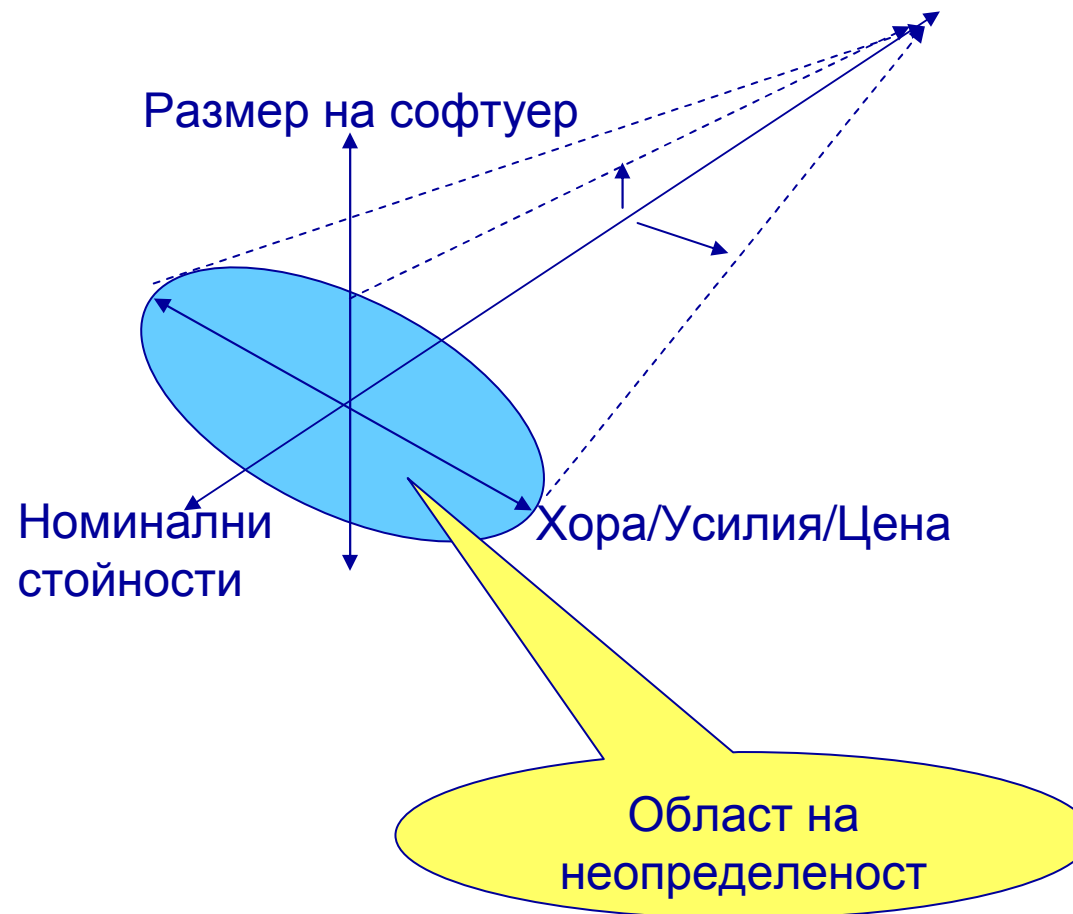 Размер на софтуер
Номинални
стойности
Хора/Усилия/Цена
Област на
неопределеност